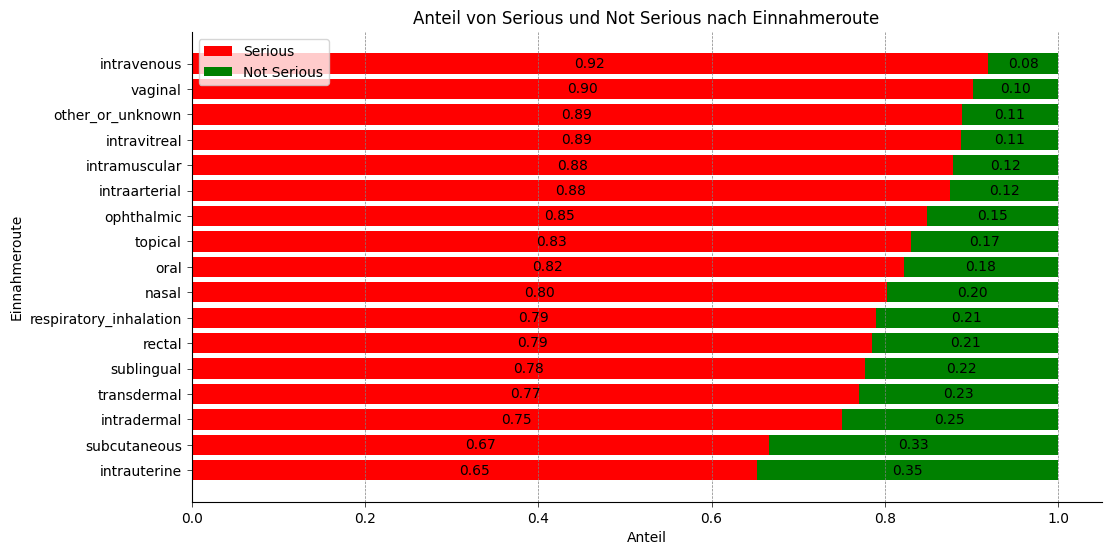 Anteil von Serious und Not Serious nach Einnahmeroute
Serious
Not Serious
Einnahmeroute
intravenous 0.92 0.08
vaginal 0.90 0.10
other_or_unknown 0.89 0.11
intravitreal 0.89 0.11
intramuscular 0.88 0.12
intraarterial 0.88 0.12
ophthalmic 0.85 0.15
topical 0.83 0.17
oral 0.82 0.18
nasal 0.80 0.20
respiratory_inhalation 0.79 0.21
rectal 0.79 0.21
sublingual 0.78 0.22
transdermal 0.77 0.23
intradermal 0.75 0.25
subcutaneous 0.67 0.33
intrauterine 0.65 0.35
0.0 0.2 0.4 0.6 0.8 1.0
Anteil